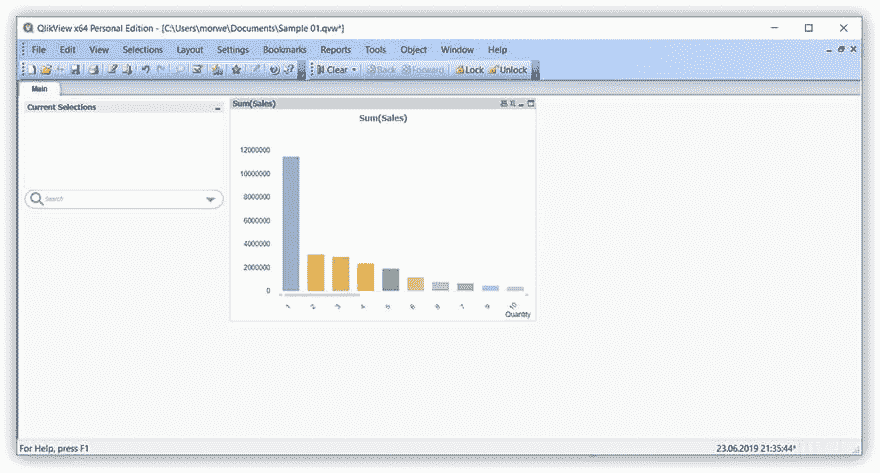 QlikView x64 Personal Edition - [C:\Users\morwe\Documents\Sample 01.qvw*]
File Edit View Selections Layout Settings Bookmarks Reports Tools Object Window Help
Clear Back Forward Lock Unlock
Main
Current Selections
Search
Sum(Sales)
XL
Sum(Sales)
12000000
10000000
8000000
6000000
4000000
2000000
0
1 2 3 4 5 6 8 7 9 10
Quantity
For Help, press F1 23.06.2019 21:35:44*